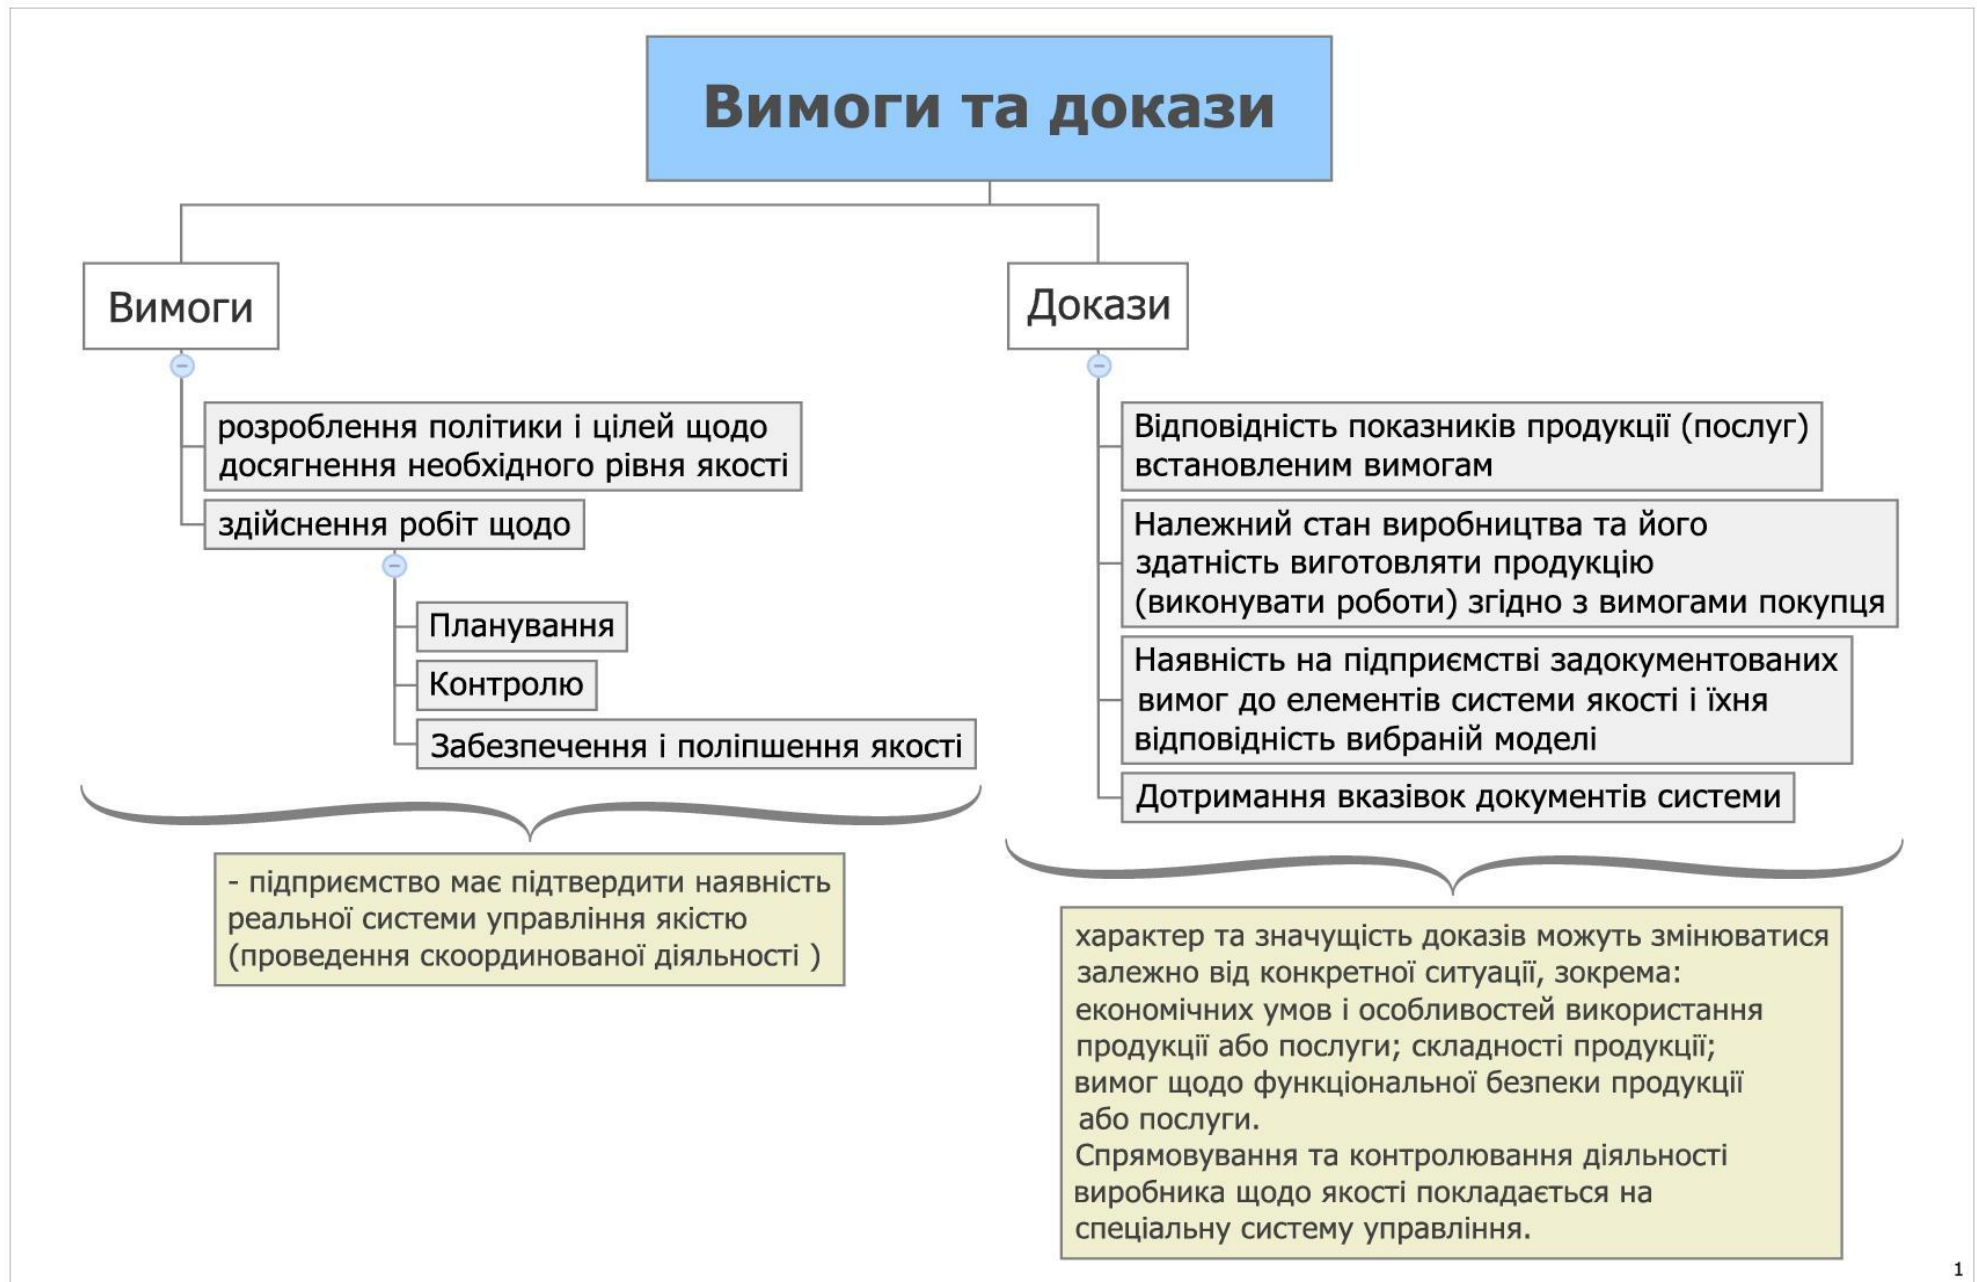 Вимоги та докази
Вимоги
розроблення політики і цілей щодо
досягнення необхідного рівня якості
здійснення робіт щодо
Планування
Контролю
Забезпечення і поліпшення якості
- підприємство має підтвердити наявність
реальної системи управління якістю
(проведення скоординованої діяльності )
Докази
Відповідність показників продукції (послуг)
встановленим вимогам
Належний стан виробництва та його
здатність виготовляти продукцію
(виконувати роботи) згідно з вимогами покупця
Наявність на підприємстві задокументованих
вимог до елементів системи якості і їхня
відповідність вибраній моделі
Дотримання вказівок документів системи
характер та значущість доказів можуть змінюватися
залежно від конкретної ситуації, зокрема:
економічних умов і особливостей використання
продукції або послуги; складності продукції;
вимог щодо функціональної безпеки продукції
або послуги.
Спрямовування та контролювання діяльності
виробника щодо якості покладається на
спеціальну систему управління.
1